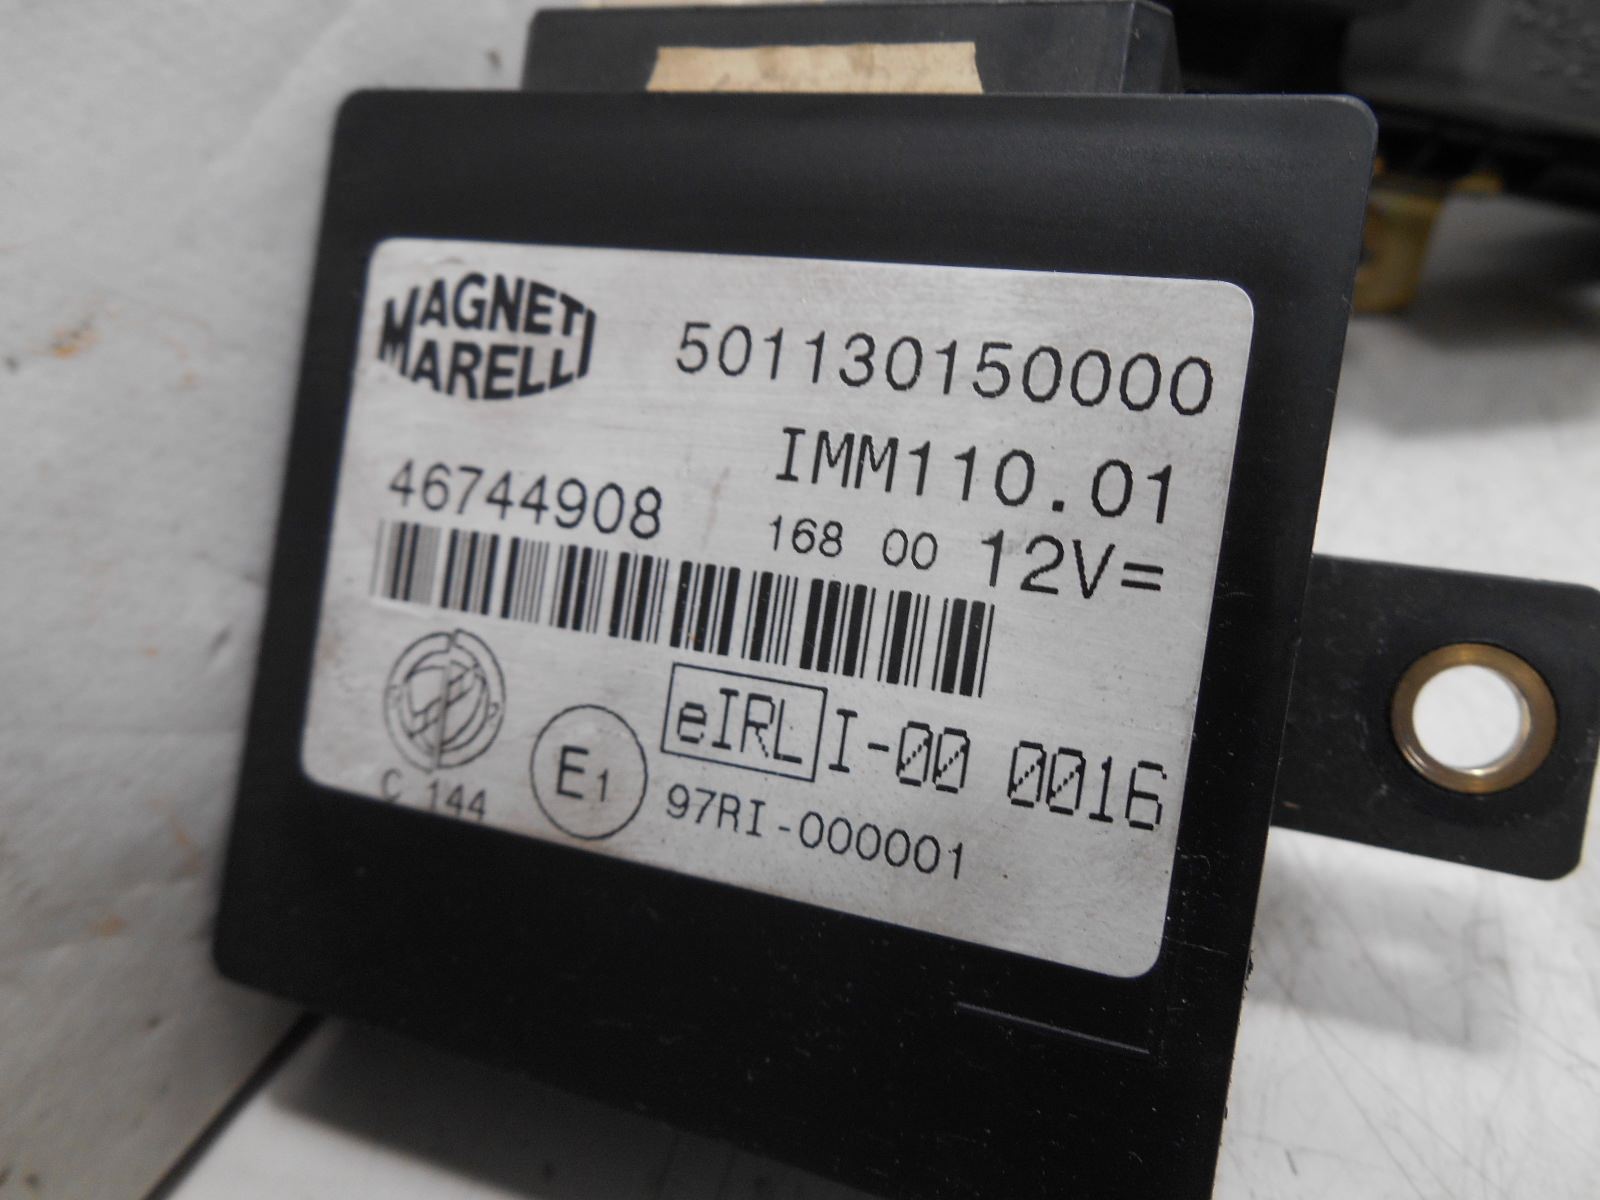 MAGNETI
MARELLI
501130150000
IMM110.01
46744908
168 00 12V=
eIRL I-00 0016
E1
C 144
97RI-000001